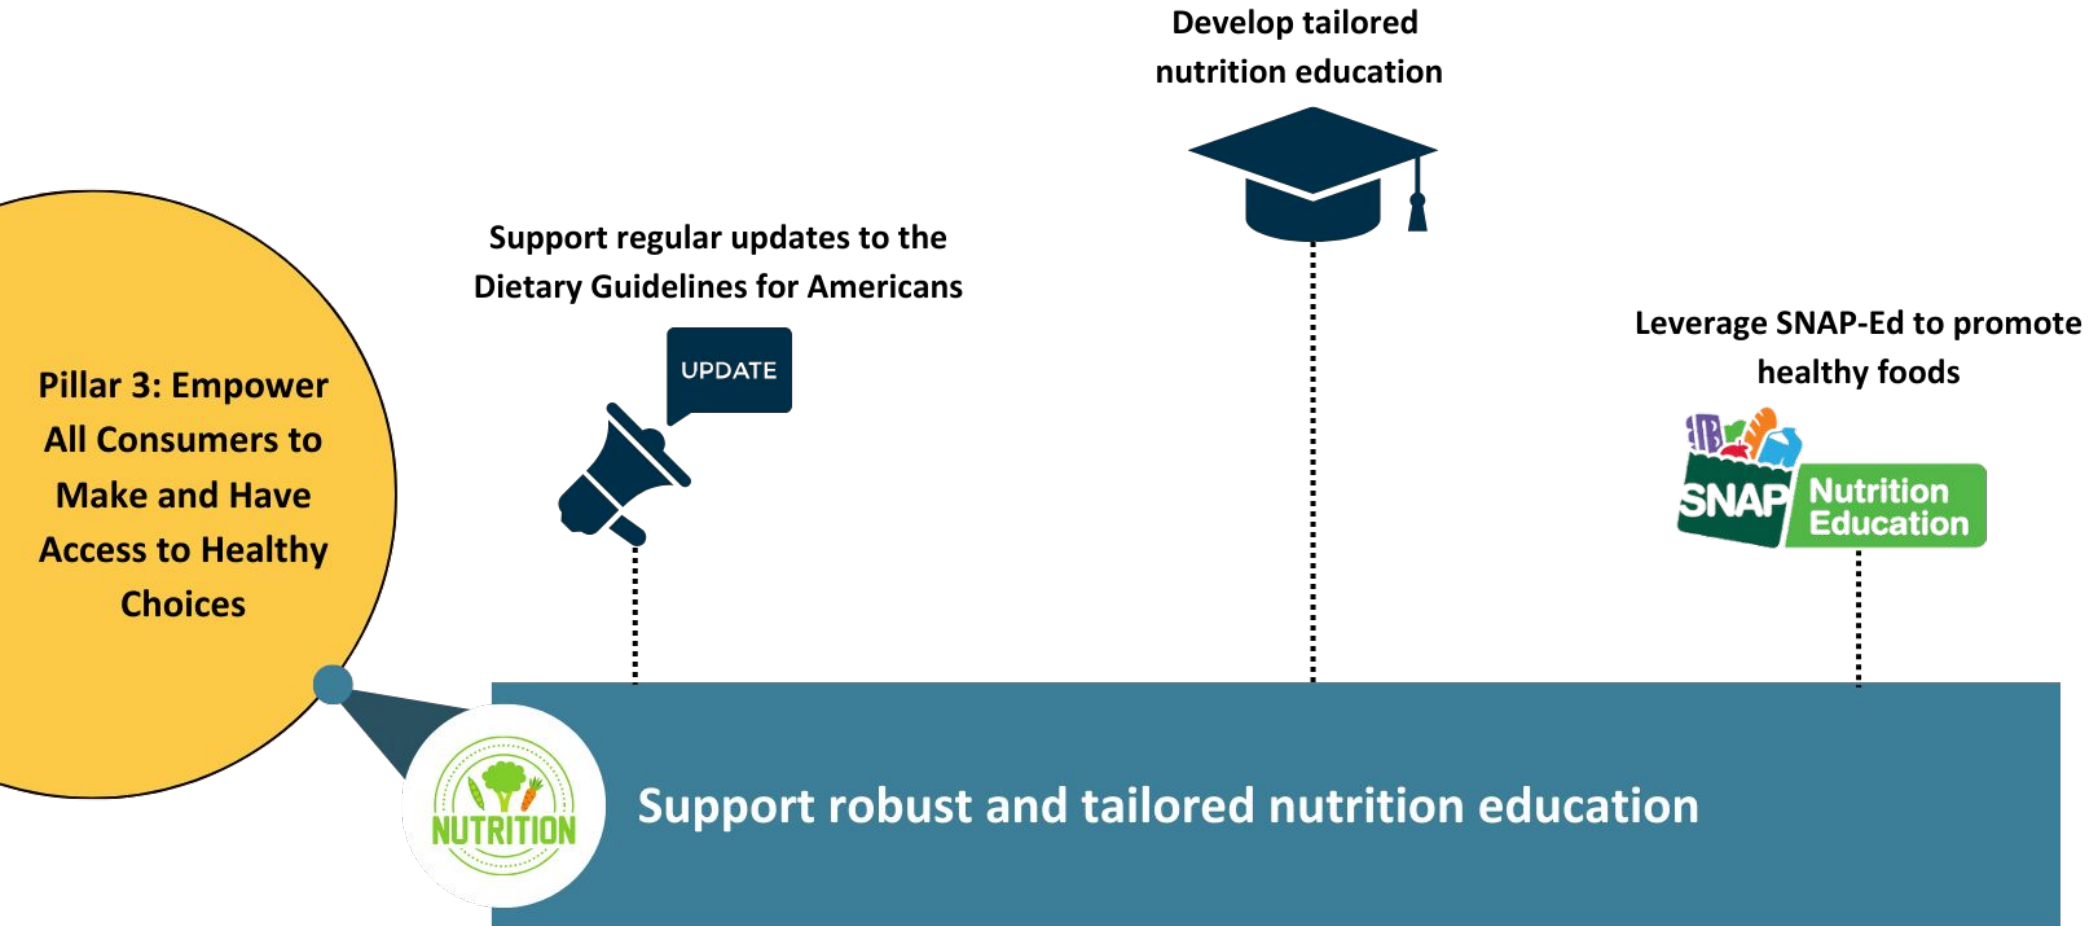 Develop tailored
nutrition education
Support regular updates to the
Dietary Guidelines for Americans
UPDATE
Leverage SNAP-Ed to promote
healthy foods
SNAP
Nutrition
Education
Pillar 3: Empower
All Consumers to
Make and Have
Access to Healthy
Choices
NUTRITION
Support robust and tailored nutrition education